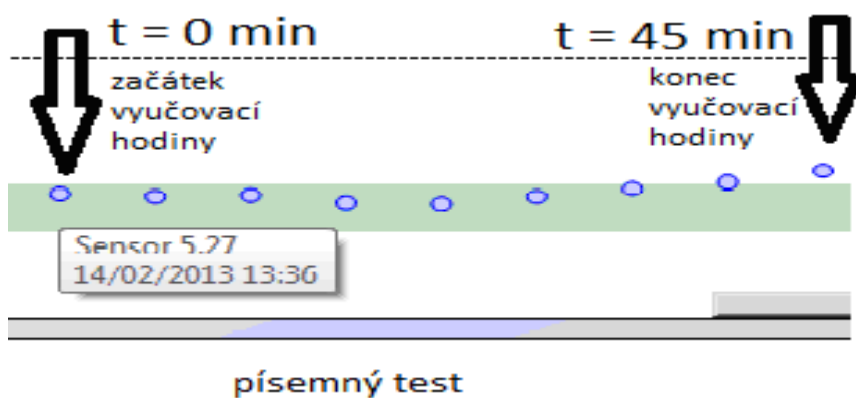 t = 0 min
t = 45 min
začátek
vyučovací
hodiny
konec
vyučovací
hodiny
Sensor 5.27
14/02/2013 13:36
písemný test